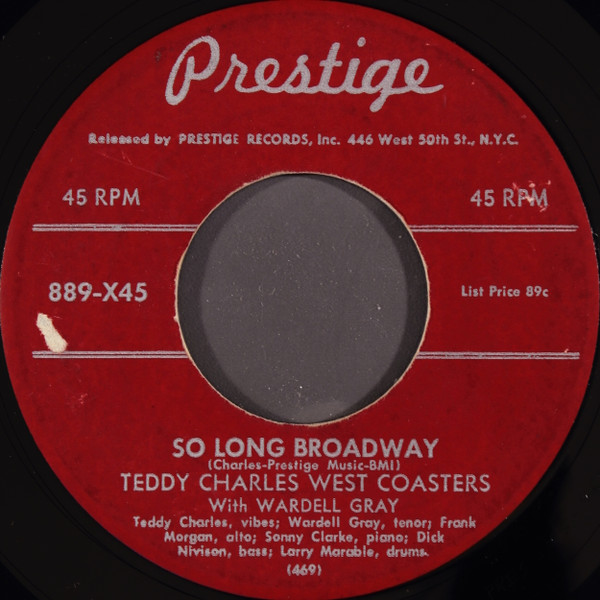 Prestige
Released by PRESTIGE RECORDS, Inc. 446 West 50th St., N.Y.C.
45 RPM
45 RPM
889-X45
List Price 89c
SO LONG BROADWAY
(Charles-Prestige Music-BMI)
TEDDY CHARLES WEST COASTERS
With WARDELL GRAY
Teddy Charles, vibes; Wardell Gray, tenor; Frank
Morgan, alto; Sonny Clarke, piano; Dick
Nivison, bass; Larry Marable, drums.
(469)